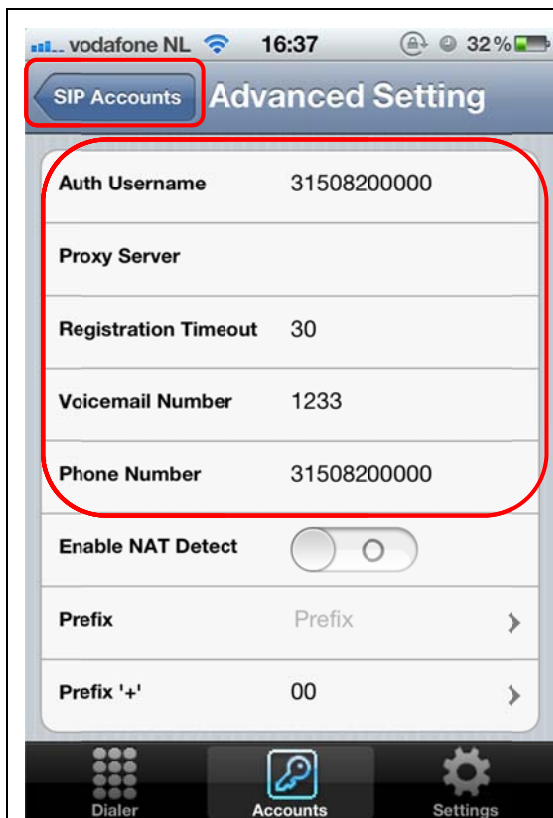 vodafone NL 16:37 32%
SIP Accounts Advanced Setting
Auth Username 31508200000
Proxy Server
Registration Timeout 30
Voicemail Number 1233
Phone Number 31508200000
Enable NAT Detect
Prefix Prefix
Prefix '+' 00
Dialer Accounts Settings